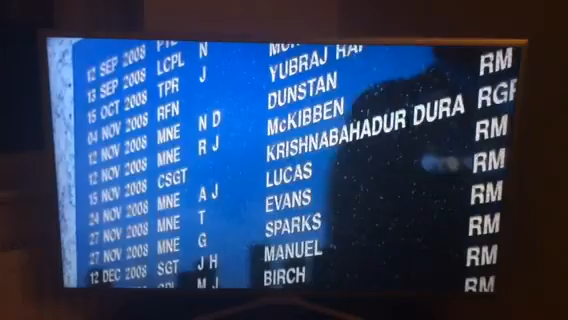 12 SEP 2008
13 SEP 2008 LCPL N
15 OCT 2008 TPR J
04 NOV 2008 RFN YUBRAJ
12 NOV 2008 MNE N D DUNSTAN
12 NOV 2008 MNE R J McKIBBEN RM
15 NOV 2008 CSGT KRISHNABAHADUR DURA RGR
24 NOV 2008 MNE A J LUCAS RM
27 NOV 2008 MNE T EVANS RM
27 NOV 2008 MNE G SPARKS RM
12 DEC 2008 SGT J H MANUEL RM
CPL M J BIRCH RM
RM